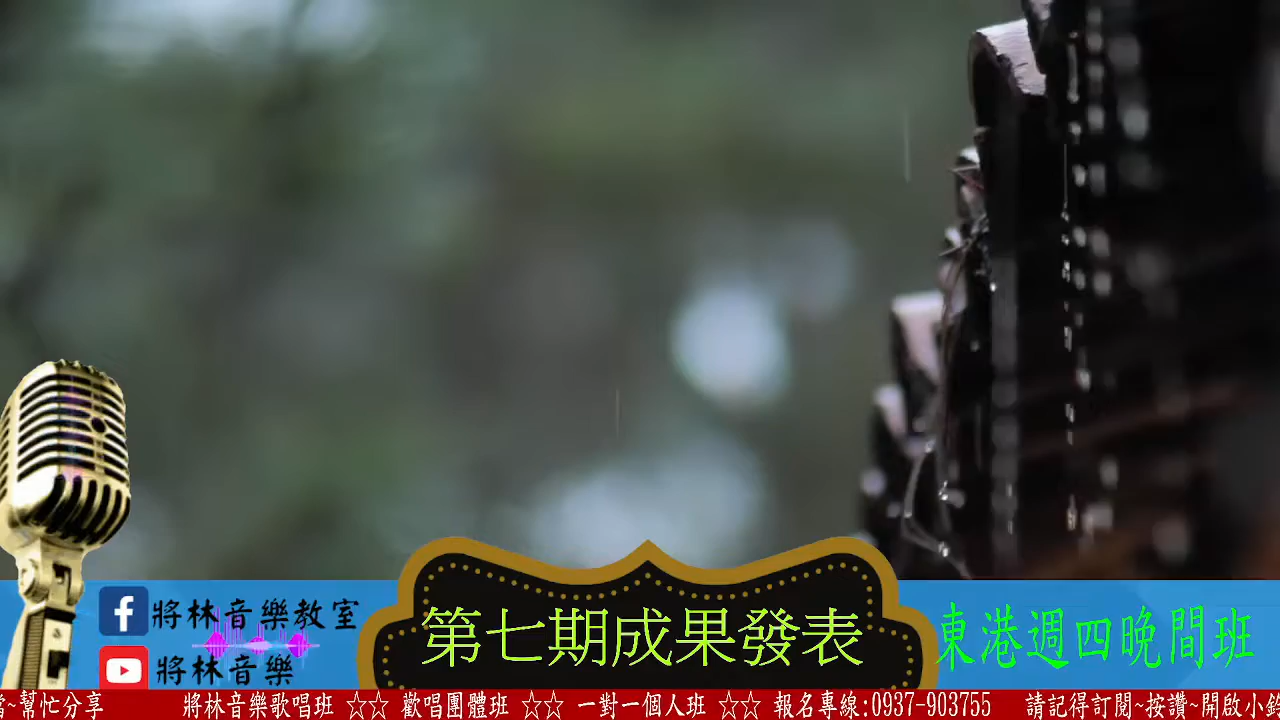 將林音樂教室
將林音樂
第七期成果發表
東港週四晚間班
~幫忙分享 將林音樂歌唱班 ☆☆ 歡唱團體班 ☆☆ 一對一個人班 ☆☆ 報名專線:0937-903755 請記得訂閱~按讚~開啟小